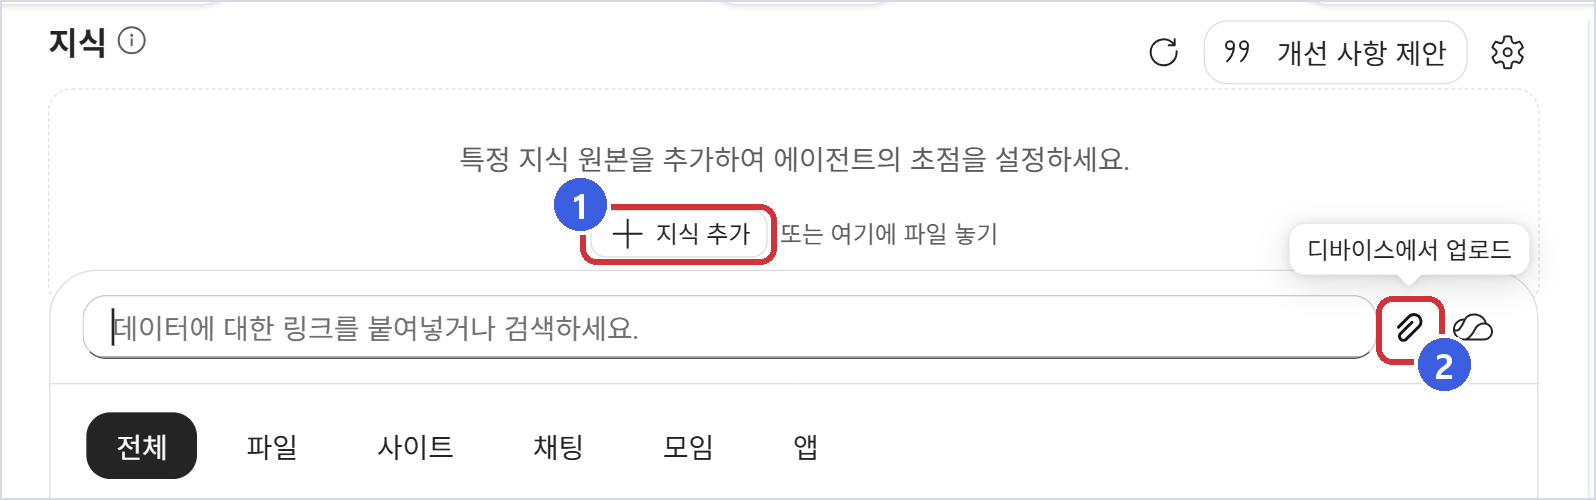 지식
개선 사항 제안
특정 지식 원본을 추가하여 에이전트의 초점을 설정하세요.
1
지식 추가 또는 여기에 파일 놓기
디바이스에서 업로드
데이터에 대한 링크를 붙여넣거나 검색하세요.
2
전체 파일 사이트 채팅 모임 앱